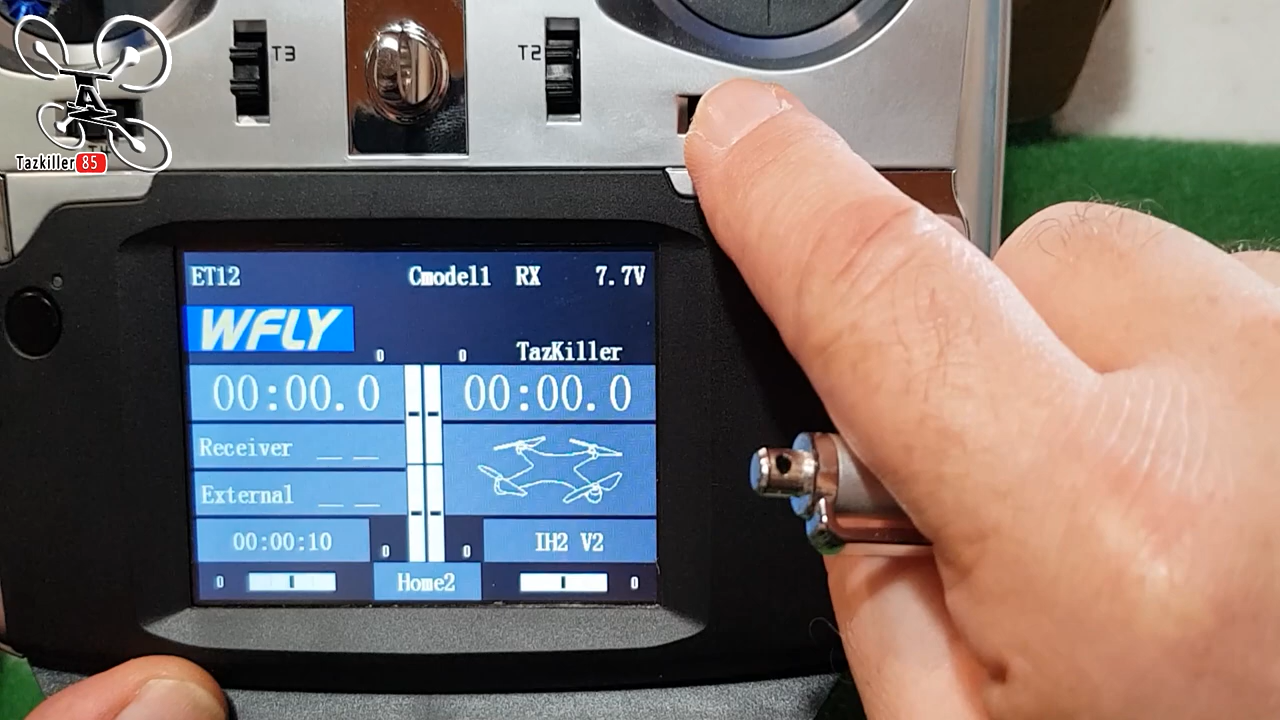 T3
T2
Tazkiller 85
ET12 Cmodel1 RX 7.7V
WFLY
0 0 TazKiller
00:00.0 00:00.0
Receiver _ _
External _ _
00:00:10 0 0 IH2 V2
0 Home2 0